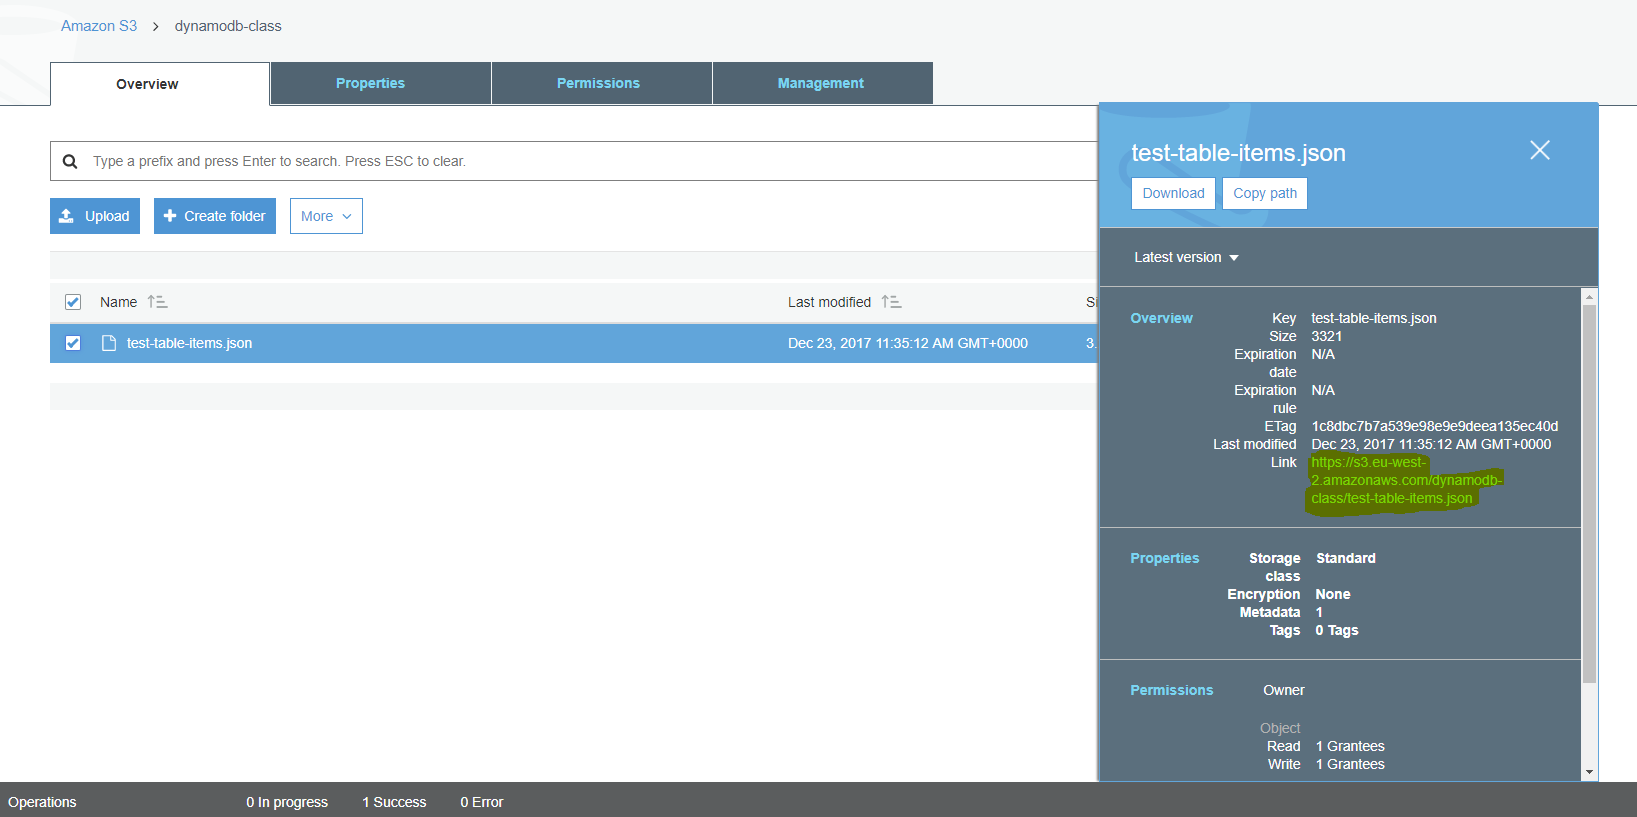 Amazon S3 > dynamodb-class
Overview Properties Permissions Management
Type a prefix and press Enter to search. Press ESC to clear.
Upload Create folder More
Name Last modified
test-table-items.json Dec 23, 2017 11:35:12 AM GMT+0000 3.
test-table-items.json
Download Copy path
Latest version
Overview Key test-table-items.json
Size 3321
Expiration N/A
date
Expiration N/A
rule
ETag 1c8dbc7b7a539e98e9e9deea135ec40d
Last modified Dec 23, 2017 11:35:12 AM GMT+0000
Link https://s3.eu-west-
2.amazonaws.com/dynamodb-
class/test-table-items.json
Properties Storage Standard
class
Encryption None
Metadata 1
Tags 0 Tags
Permissions Owner
Object
Read 1 Grantees
Write 1 Grantees
Operations 0 In progress 1 Success 0 Error